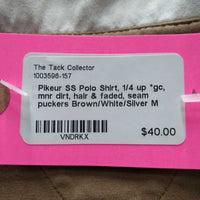 The Tack Collector
1003598-157
Pikeur SS Polo Shirt, 1/4 up *gc,
mnr dirt, hair & faded, seam
puckers Brown/White/Silver M
VNDRKX
$40.00